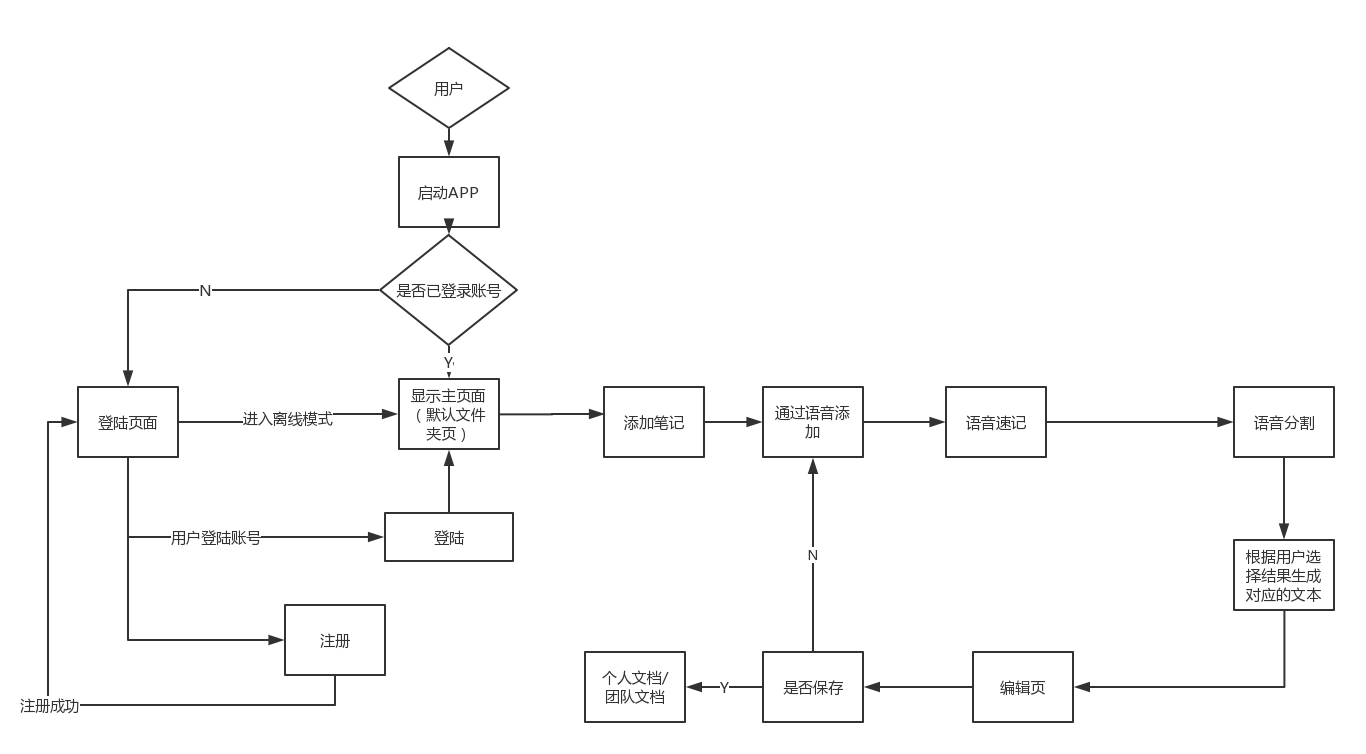 用户
启动APP
是否已登录账号
N
Y
登陆页面
进入离线模式
显示主页面
（默认文件
夹页）
添加笔记
通过语音添
加
语音速记
语音分割
用户登陆账号
登陆
N
根据用户选
择结果生成
对应的文本
注册
注册成功
个人文档/
团队文档
Y
是否保存
编辑页